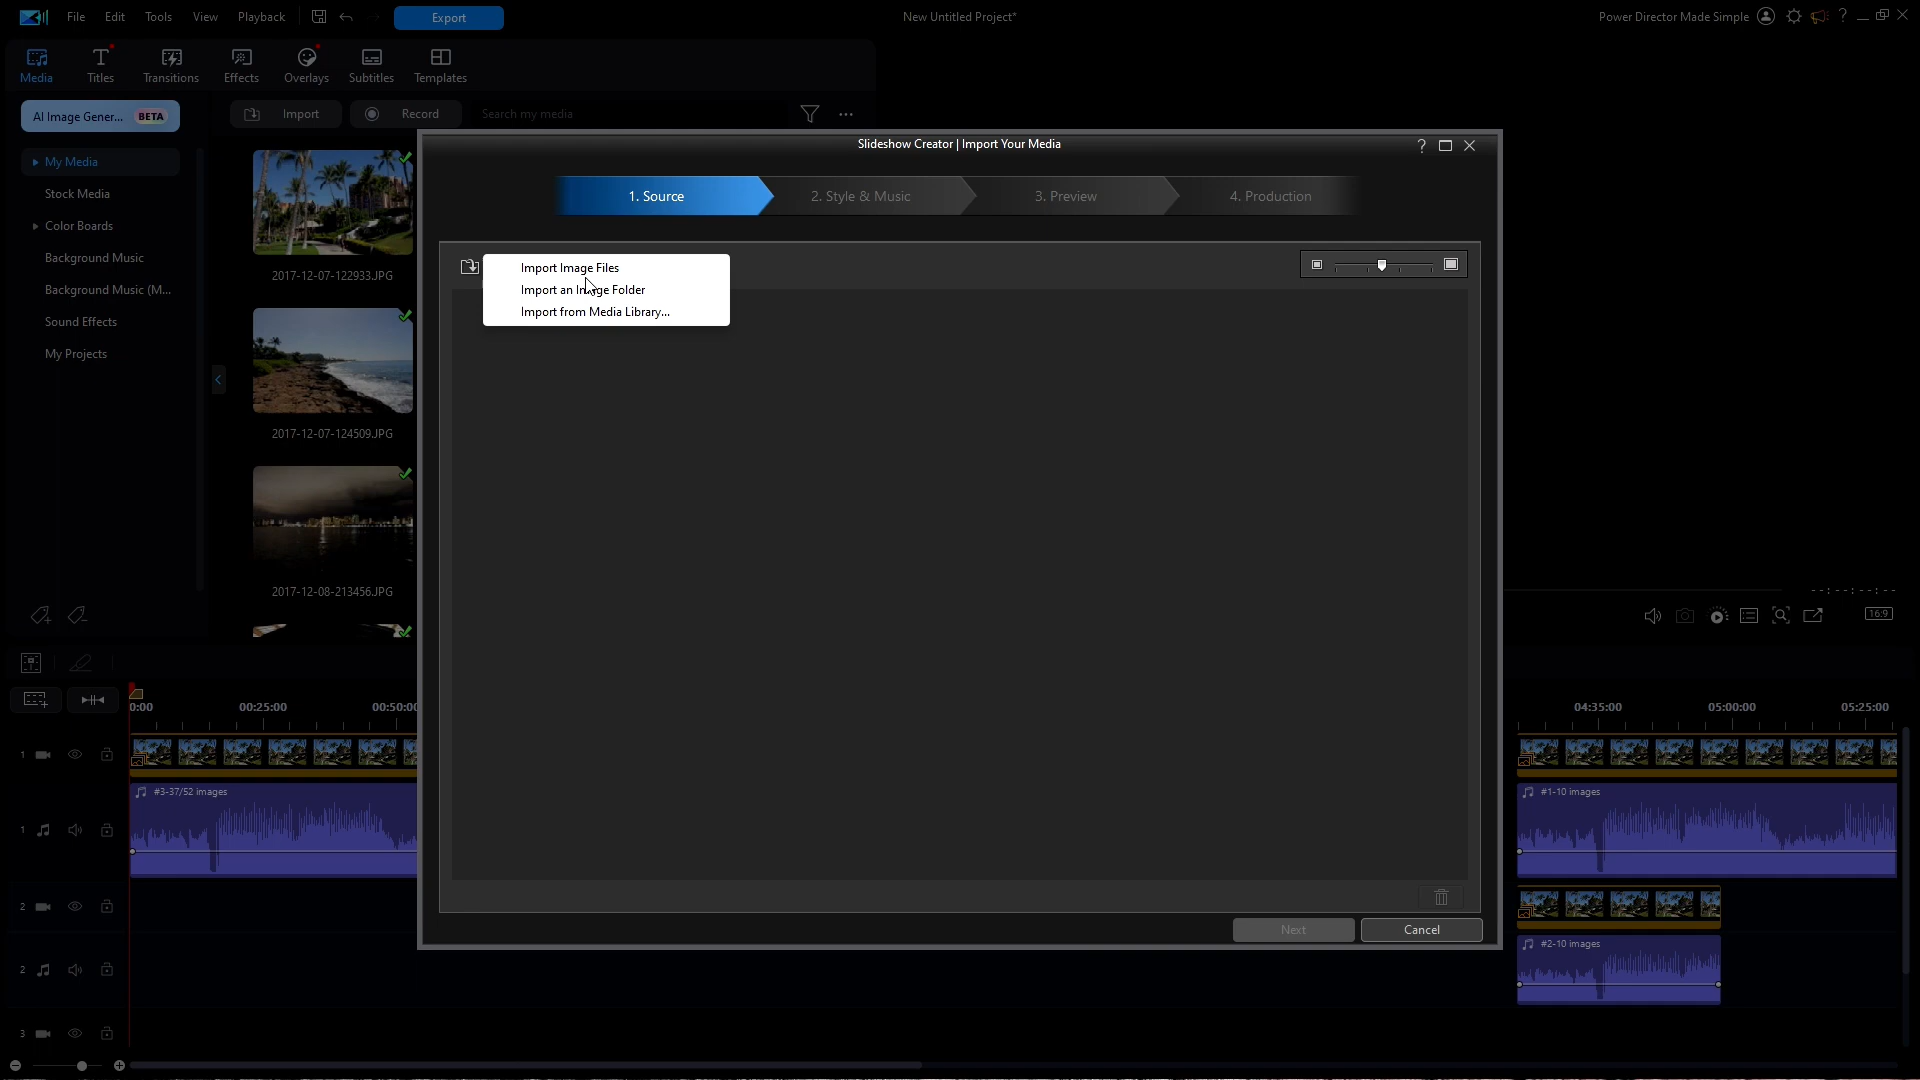 File Edit View Tools Playback Export New Untitled Project* Power Director Made Simple
Media Titles Transitions Effects Overlays Subtitles Templates
AI Image Gener... BETA
Import Record Search my media
My Media
Stock Media
Color Boards
Background Music
Background Music (M...
Sound Effects
My Projects
2017-12-07-122933.JPG
2017-12-07-124509.JPG
2017-12-08-213456.JPG
Slideshow Creator | Import Your Media
1. Source 2. Style & Music 3. Preview 4. Production
Import Image Files
Import an Image Folder
Import from Media Library...
Next Cancel
--:--:--:--
16:9
0:00 00:25:00 00:50:00 04:35:00 05:00:00 05:25:00
1
1 #3-37/52 images #1-10 images
2
2 #2-10 images
3